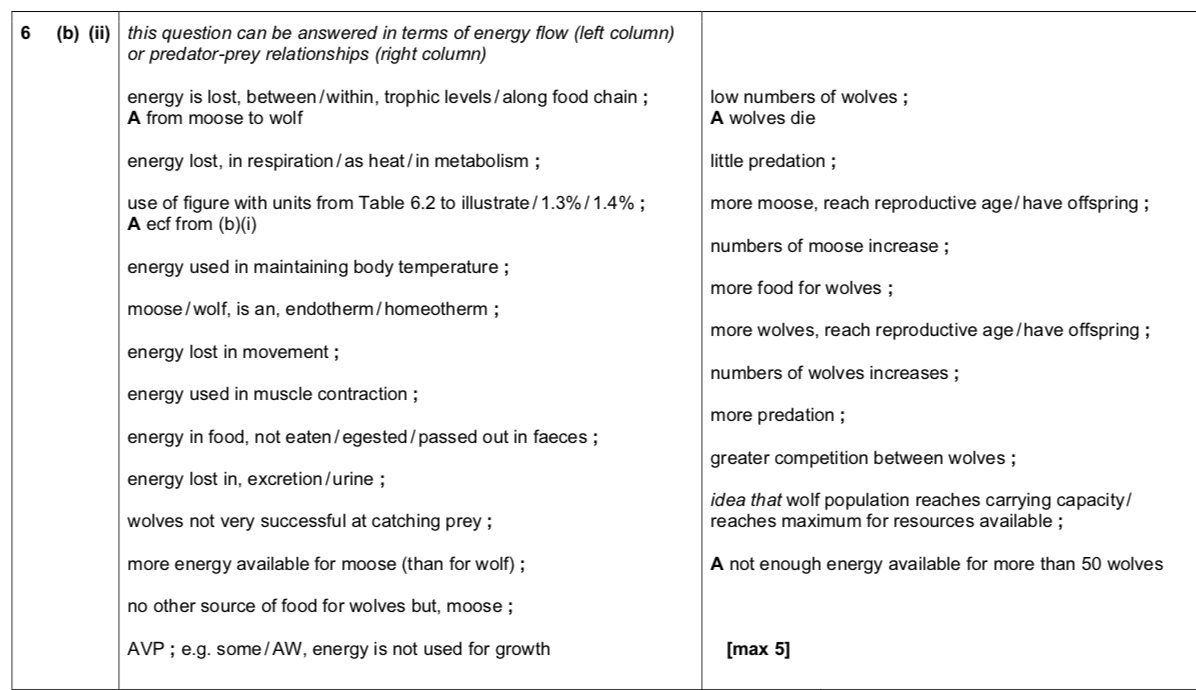 6 (b) (ii)
this question can be answered in terms of energy flow (left column)
or predator-prey relationships (right column)
energy is lost, between/within, trophic levels/along food chain ;
A from moose to wolf
energy lost, in respiration/as heat/in metabolism ;
use of figure with units from Table 6.2 to illustrate/1.3%/1.4% ;
A ecf from (b)(i)
energy used in maintaining body temperature ;
moose/wolf, is an, endotherm/homeotherm ;
energy lost in movement ;
energy used in muscle contraction ;
energy in food, not eaten/egested/passed out in faeces ;
energy lost in, excretion/urine ;
wolves not very successful at catching prey ;
more energy available for moose (than for wolf) ;
no other source of food for wolves but, moose ;
AVP ; e.g. some/AW, energy is not used for growth
low numbers of wolves ;
A wolves die
little predation ;
more moose, reach reproductive age/have offspring ;
numbers of moose increase ;
more food for wolves ;
more wolves, reach reproductive age/have offspring ;
numbers of wolves increases ;
more predation ;
greater competition between wolves ;
idea that wolf population reaches carrying capacity/
reaches maximum for resources available ;
A not enough energy available for more than 50 wolves
[max 5]